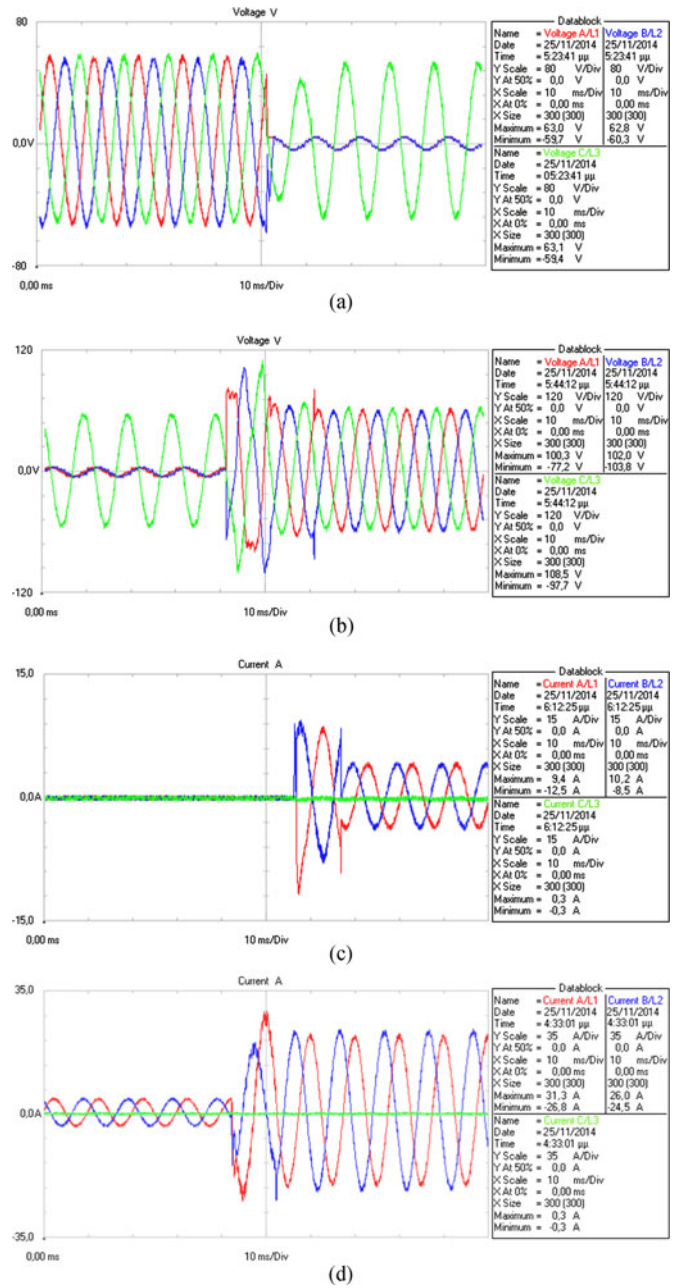 Voltage V
80
0,0V
-80
0,00 ms
10 ms/Div
Datablock
Name = Voltage A/L1 Voltage B/L2
Date = 25/11/2014 25/11/2014
Time = 5:23:41 μμ 5:23:41 μμ
Y Scale = 80 V/Div 80 V/Div
Y At 50% = 0,0 V 0,0 V
X Scale = 10 ms/Div 10 ms/Div
X At 0% = 0,00 ms 0,00 ms
X Size = 300 (300) 300 (300)
Maximum = 63,0 V 62,8 V
Minimum = -59,7 V -60,3 V
Name = Voltage C/L3
Date = 25/11/2014
Time = 05:23:41 μμ
Y Scale = 80 V/Div
Y At 50% = 0,0 V
X Scale = 10 ms/Div
X At 0% = 0,00 ms
X Size = 300 (300)
Maximum = 63,1 V
Minimum = -59,4 V
(a)
Voltage V
120
0,0V
-120
0,00 ms
10 ms/Div
Datablock
Name = Voltage A/L1 Voltage B/L2
Date = 25/11/2014 25/11/2014
Time = 5:44:12 μμ 5:44:12 μμ
Y Scale = 120 V/Div 120 V/Div
Y At 50% = 0,0 V 0,0 V
X Scale = 10 ms/Div 10 ms/Div
X At 0% = 0,00 ms 0,00 ms
X Size = 300 (300) 300 (300)
Maximum = 100,3 V 102,0 V
Minimum = -77,2 V -103,8 V
Name = Voltage C/L3
Date = 25/11/2014
Time = 5:44:12 μμ
Y Scale = 120 V/Div
Y At 50% = 0,0 V
X Scale = 10 ms/Div
X At 0% = 0,00 ms
X Size = 300 (300)
Maximum = 108,5 V
Minimum = -97,7 V
(b)
Current A
15,0
0,0A
-15,0
0,00 ms
10 ms/Div
Datablock
Name = Current A/L1 Current B/L2
Date = 25/11/2014 25/11/2014
Time = 6:12:25 μμ 6:12:25 μμ
Y Scale = 15 A/Div 15 A/Div
Y At 50% = 0,0 A 0,0 A
X Scale = 10 ms/Div 10 ms/Div
X At 0% = 0,00 ms 0,00 ms
X Size = 300 (300) 300 (300)
Maximum = 9,4 A 10,2 A
Minimum = -12,5 A -8,5 A
Name = Current C/L3
Date = 25/11/2014
Time = 6:12:25 μμ
Y Scale = 15 A/Div
Y At 50% = 0,0 A
X Scale = 10 ms/Div
X At 0% = 0,00 ms
X Size = 300 (300)
Maximum = 0,3 A
Minimum = -0,3 A
(c)
Current A
35,0
0,0A
-35,0
0,00 ms
10 ms/Div
Datablock
Name = Current A/L1 Current B/L2
Date = 25/11/2014 25/11/2014
Time = 4:33:01 μμ 4:33:01 μμ
Y Scale = 35 A/Div 35 A/Div
Y At 50% = 0,0 A 0,0 A
X Scale = 10 ms/Div 10 ms/Div
X At 0% = 0,00 ms 0,00 ms
X Size = 300 (300) 300 (300)
Maximum = 31,3 A 26,0 A
Minimum = -26,8 A -24,5 A
Name = Current C/L3
Date = 25/11/2014
Time = 4:33:01 μμ
Y Scale = 35 A/Div
Y At 50% = 0,0 A
X Scale = 10 ms/Div
X At 0% = 0,00 ms
X Size = 300 (300)
Maximum = 0,3 A
Minimum = -0,3 A
(d)